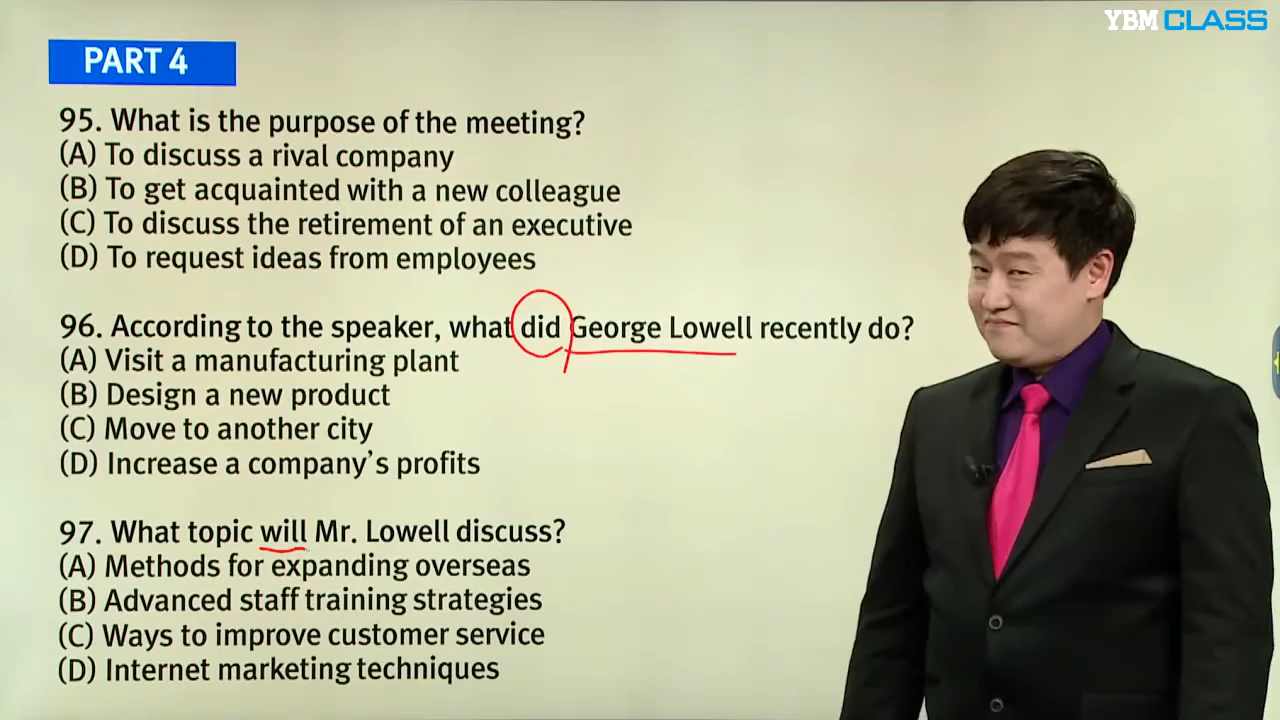 YBM CLASS
PART 4
95. What is the purpose of the meeting?
(A) To discuss a rival company
(B) To get acquainted with a new colleague
(C) To discuss the retirement of an executive
(D) To request ideas from employees
96. According to the speaker, what did George Lowell recently do?
(A) Visit a manufacturing plant
(B) Design a new product
(C) Move to another city
(D) Increase a company's profits
97. What topic will Mr. Lowell discuss?
(A) Methods for expanding overseas
(B) Advanced staff training strategies
(C) Ways to improve customer service
(D) Internet marketing techniques